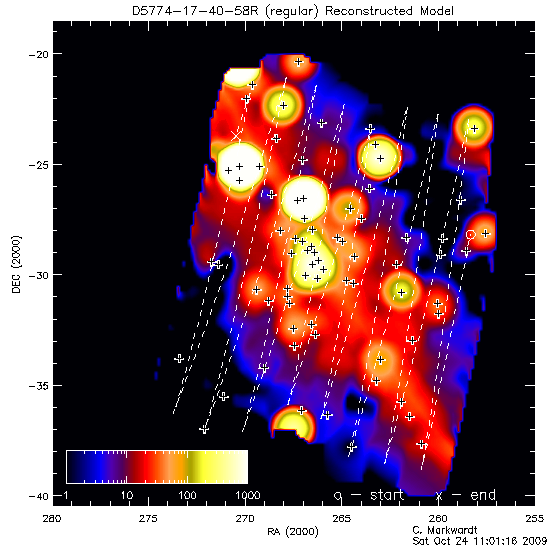 D5774-17-40-58R (regular) Reconstructed Model
-20
-25
-30
-35
-40
DEC (2000)
1 10 100 1000
o - start x - end
280 275 270 265 260 255
RA (2000)
C. Markwardt
Sat Oct 24 11:01:16 2009